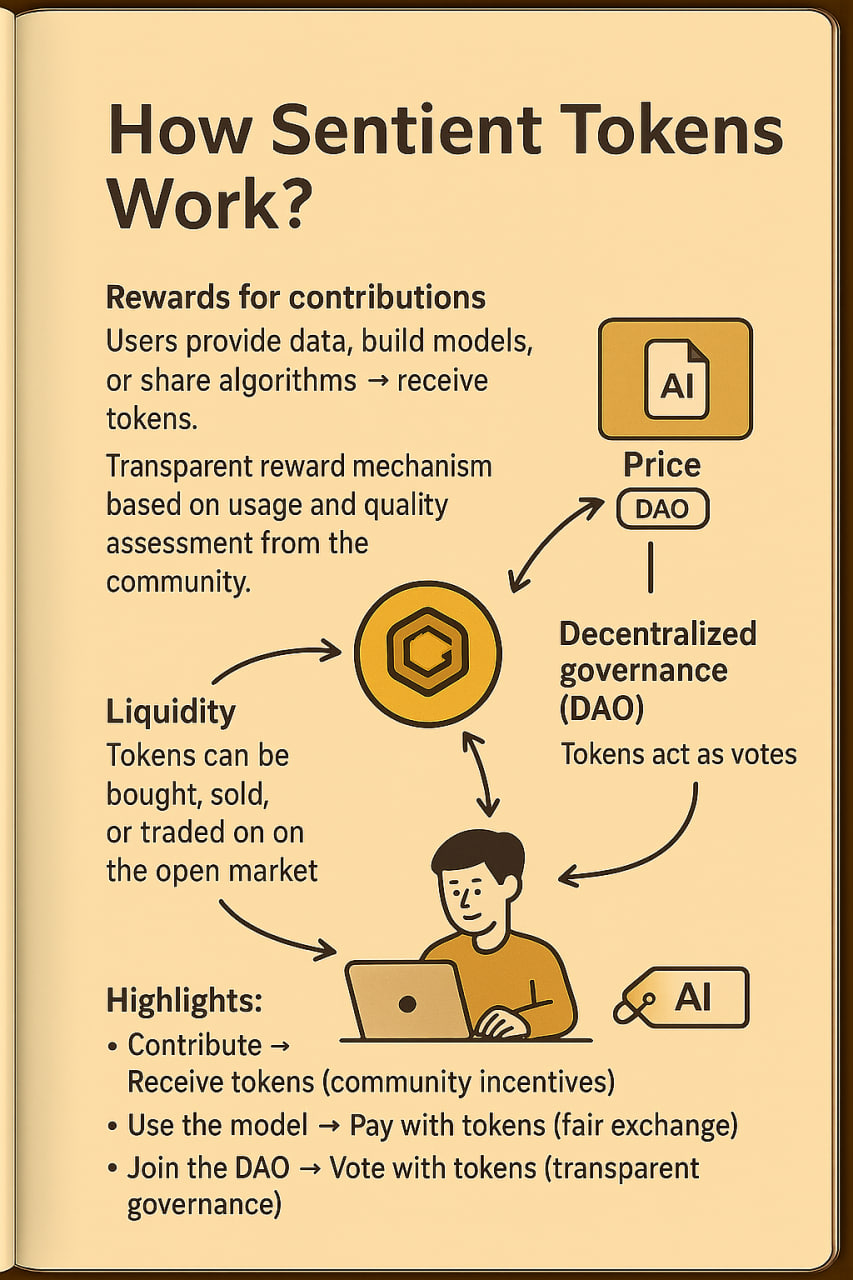 How Sentient Tokens
Work?
Rewards for contributions
Users provide data, build models,
or share algorithms → receive
tokens.
Transparent reward mechanism
based on usage and quality
assessment from the
community.
AI
Price
DAO
Decentralized
governance
(DAO)
Tokens act as votes
Liquidity
Tokens can be
bought, sold,
or traded on on
the open market
AI
Highlights:
• Contribute →
Receive tokens (community incentives)
• Use the model → Pay with tokens (fair exchange)
• Join the DAO → Vote with tokens (transparent
governance)